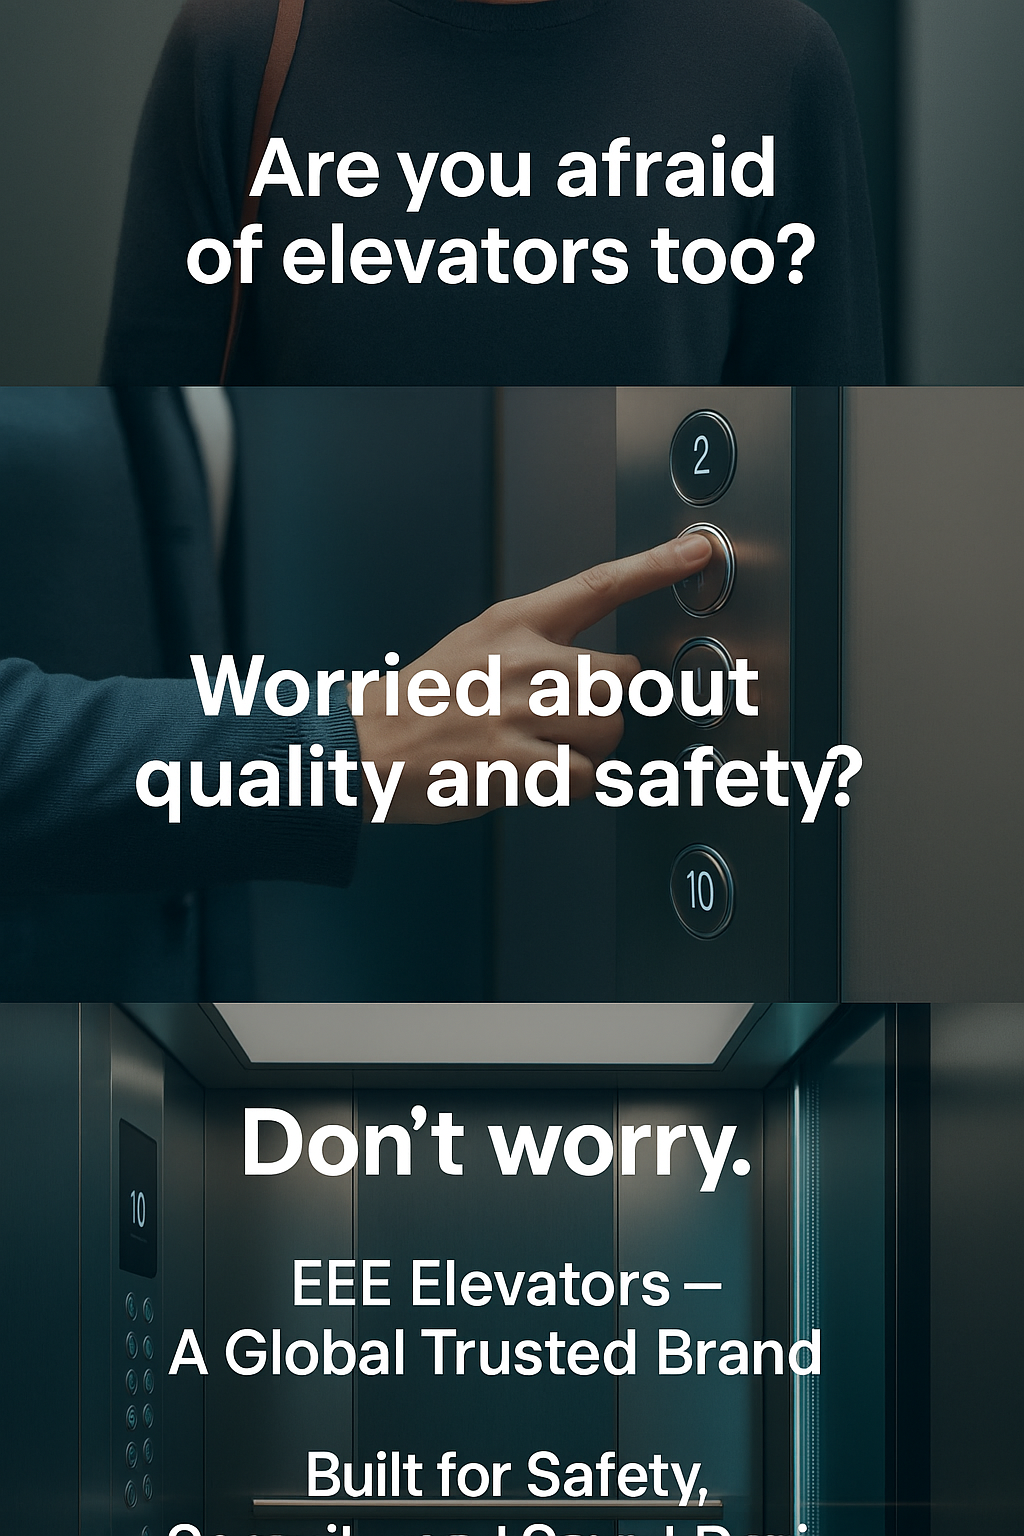 Are you afraid
of elevators too?
2
Worried about
quality and safety?
10
Don’t worry.
10
EEE Elevators –
A Global Trusted Brand
Built for Safety,